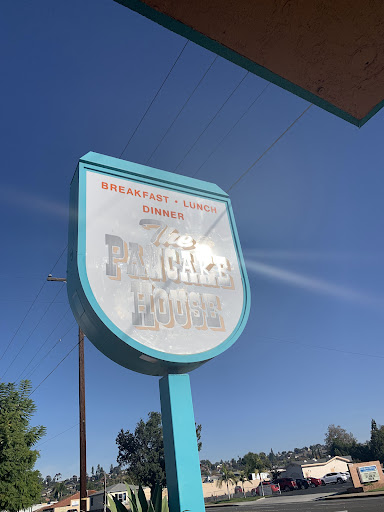 BREAKFAST • LUNCH
DINNER
The
PANCAKE
HOUSE